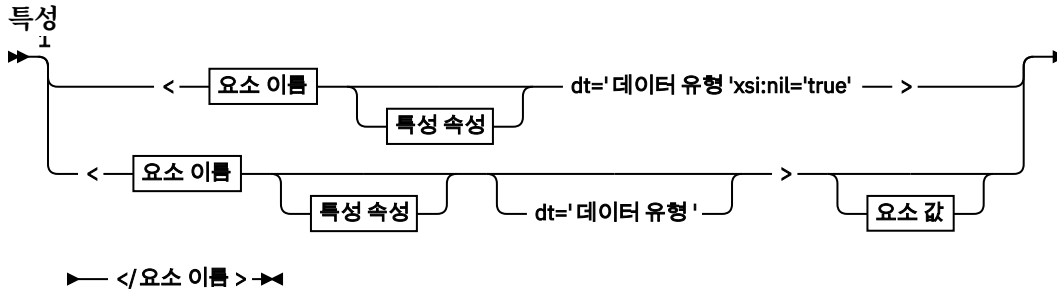 특성
1
< 요소 이름 dt='데이터 유형'xsi:nil='true' >
특성 속성
< 요소 이름 > 
특성 속성 dt='데이터 유형' 요소 값
</요소 이름>